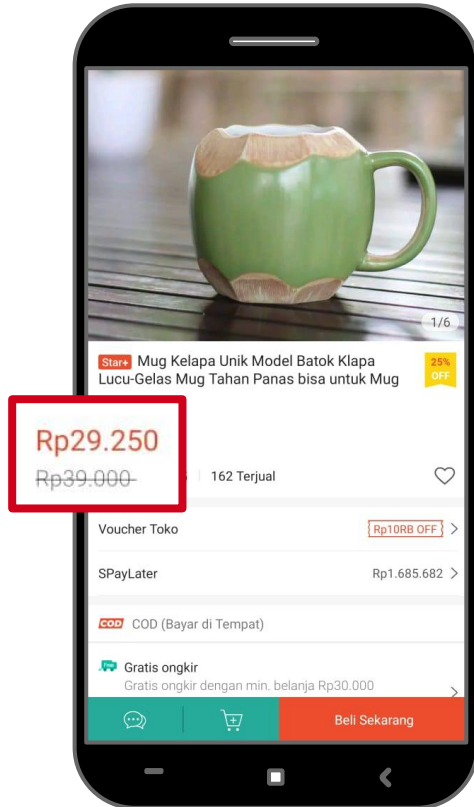 1/6
Star+ Mug Kelapa Unik Model Batok Klapa
Lucu-Gelas Mug Tahan Panas bisa untuk Mug
25%
OFF
Rp29.250
Rp39.000
162 Terjual
Voucher Toko
Rp10RB OFF
SPayLater
Rp1.685.682
COD COD (Bayar di Tempat)
Gratis ongkir
Gratis ongkir dengan min. belanja Rp30.000
Beli Sekarang